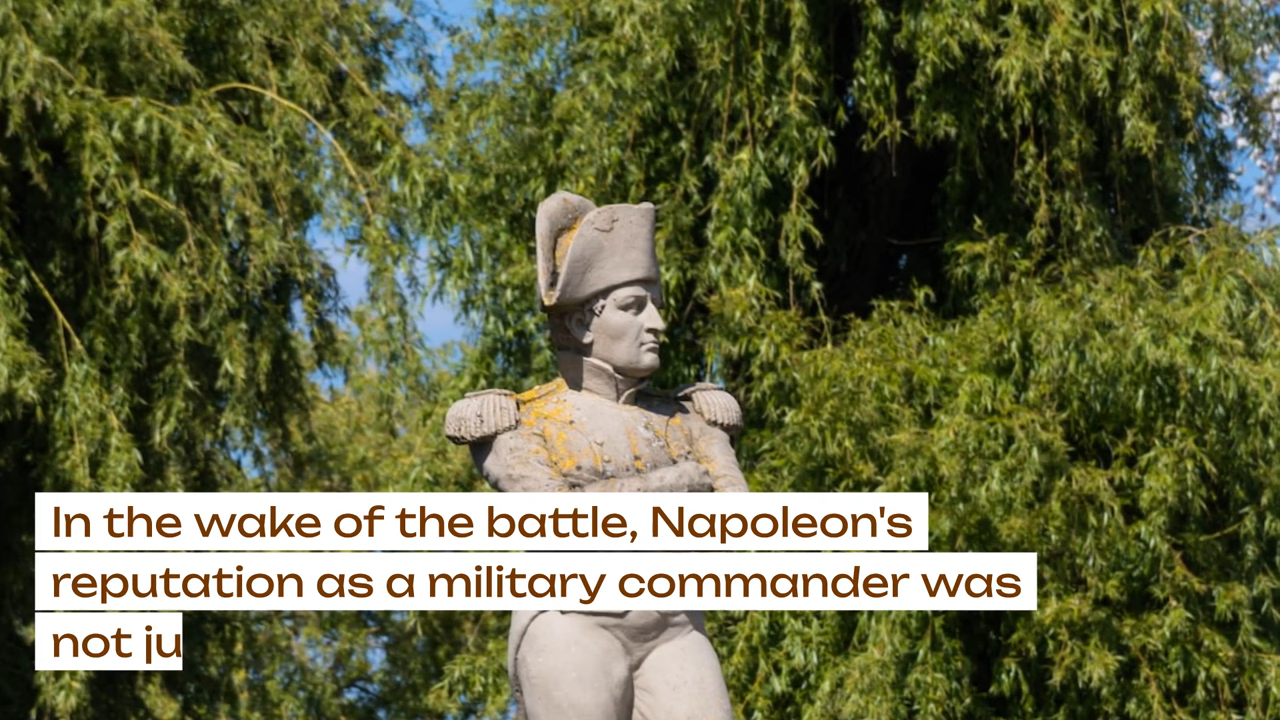 In the wake of the battle, Napoleon's
reputation as a military commander was
not ju